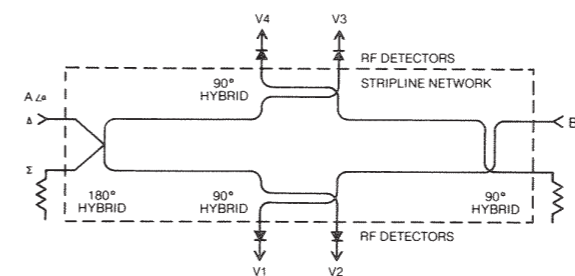 V4
V3
RF DETECTORS
STRIPLINE NETWORK
90°
HYBRID
A∠α
Δ
B
Σ
180°
HYBRID
90°
HYBRID
90°
HYBRID
RF DETECTORS
V1
V2